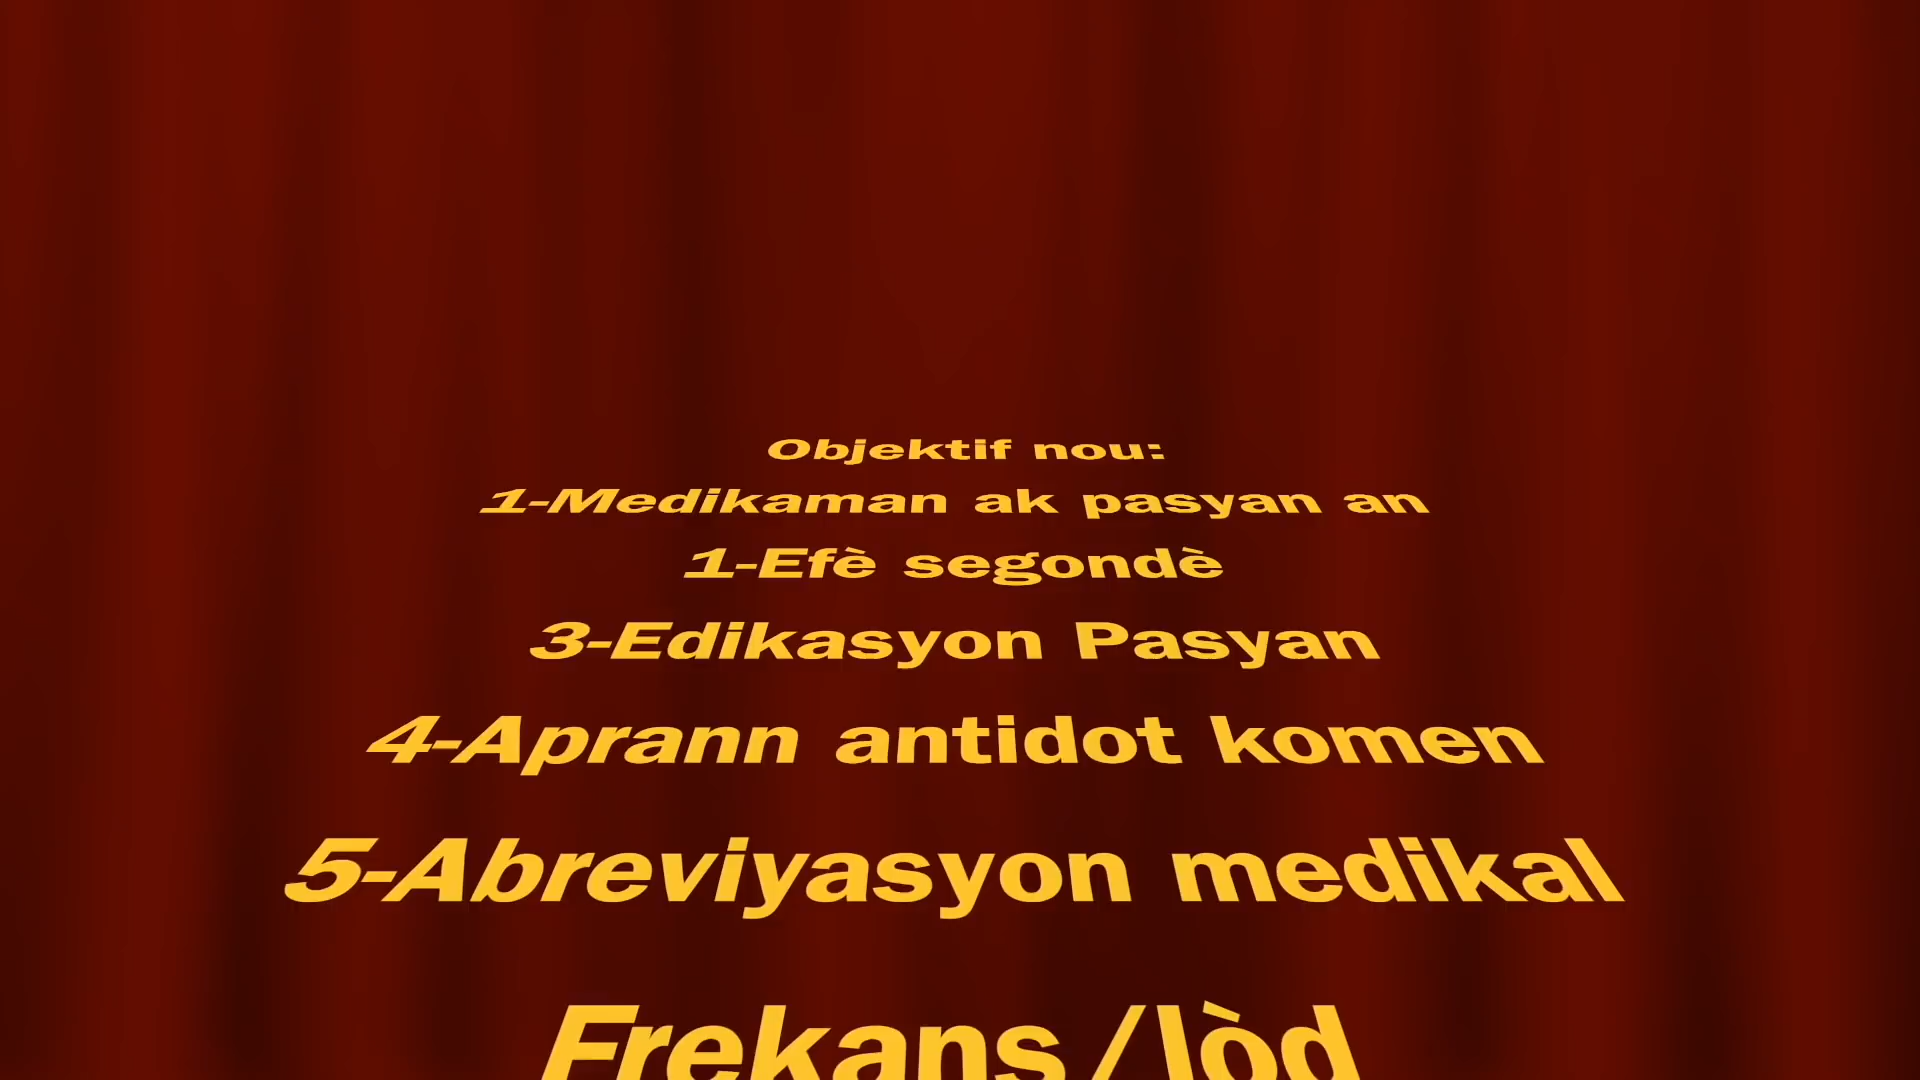 Objektif nou:
1-Medikaman ak pasyan an
1-Efè segondè
3-Edikasyon Pasyan
4-Aprann antidot komen
5-Abreviyasyon medikal
Frekans/lòd